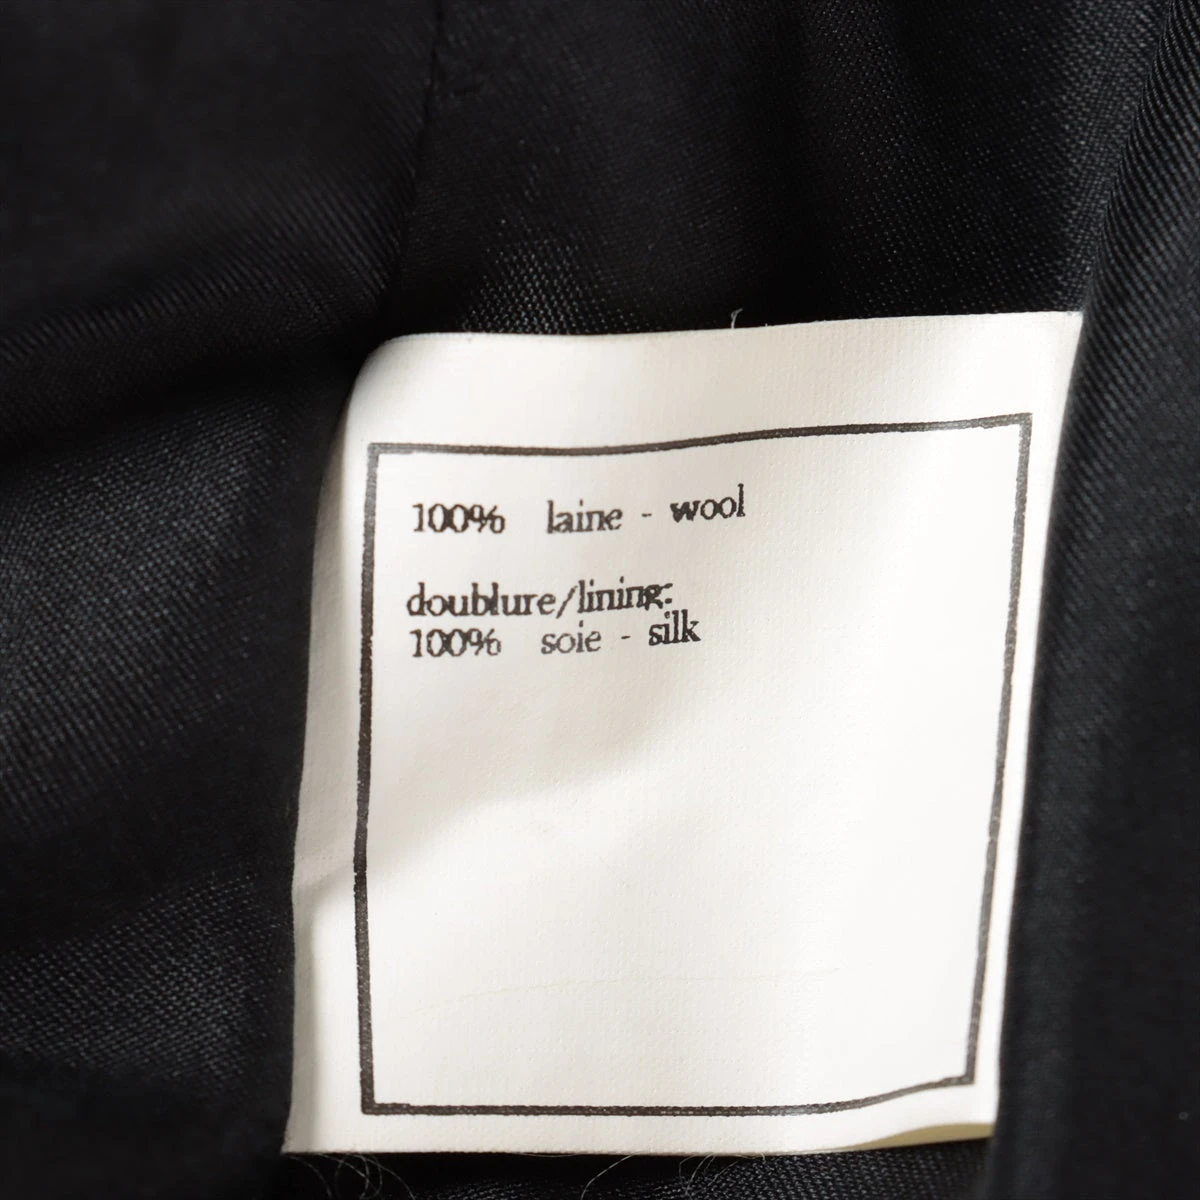 100% laine - wool
doublure/lining:
100% soie - silk